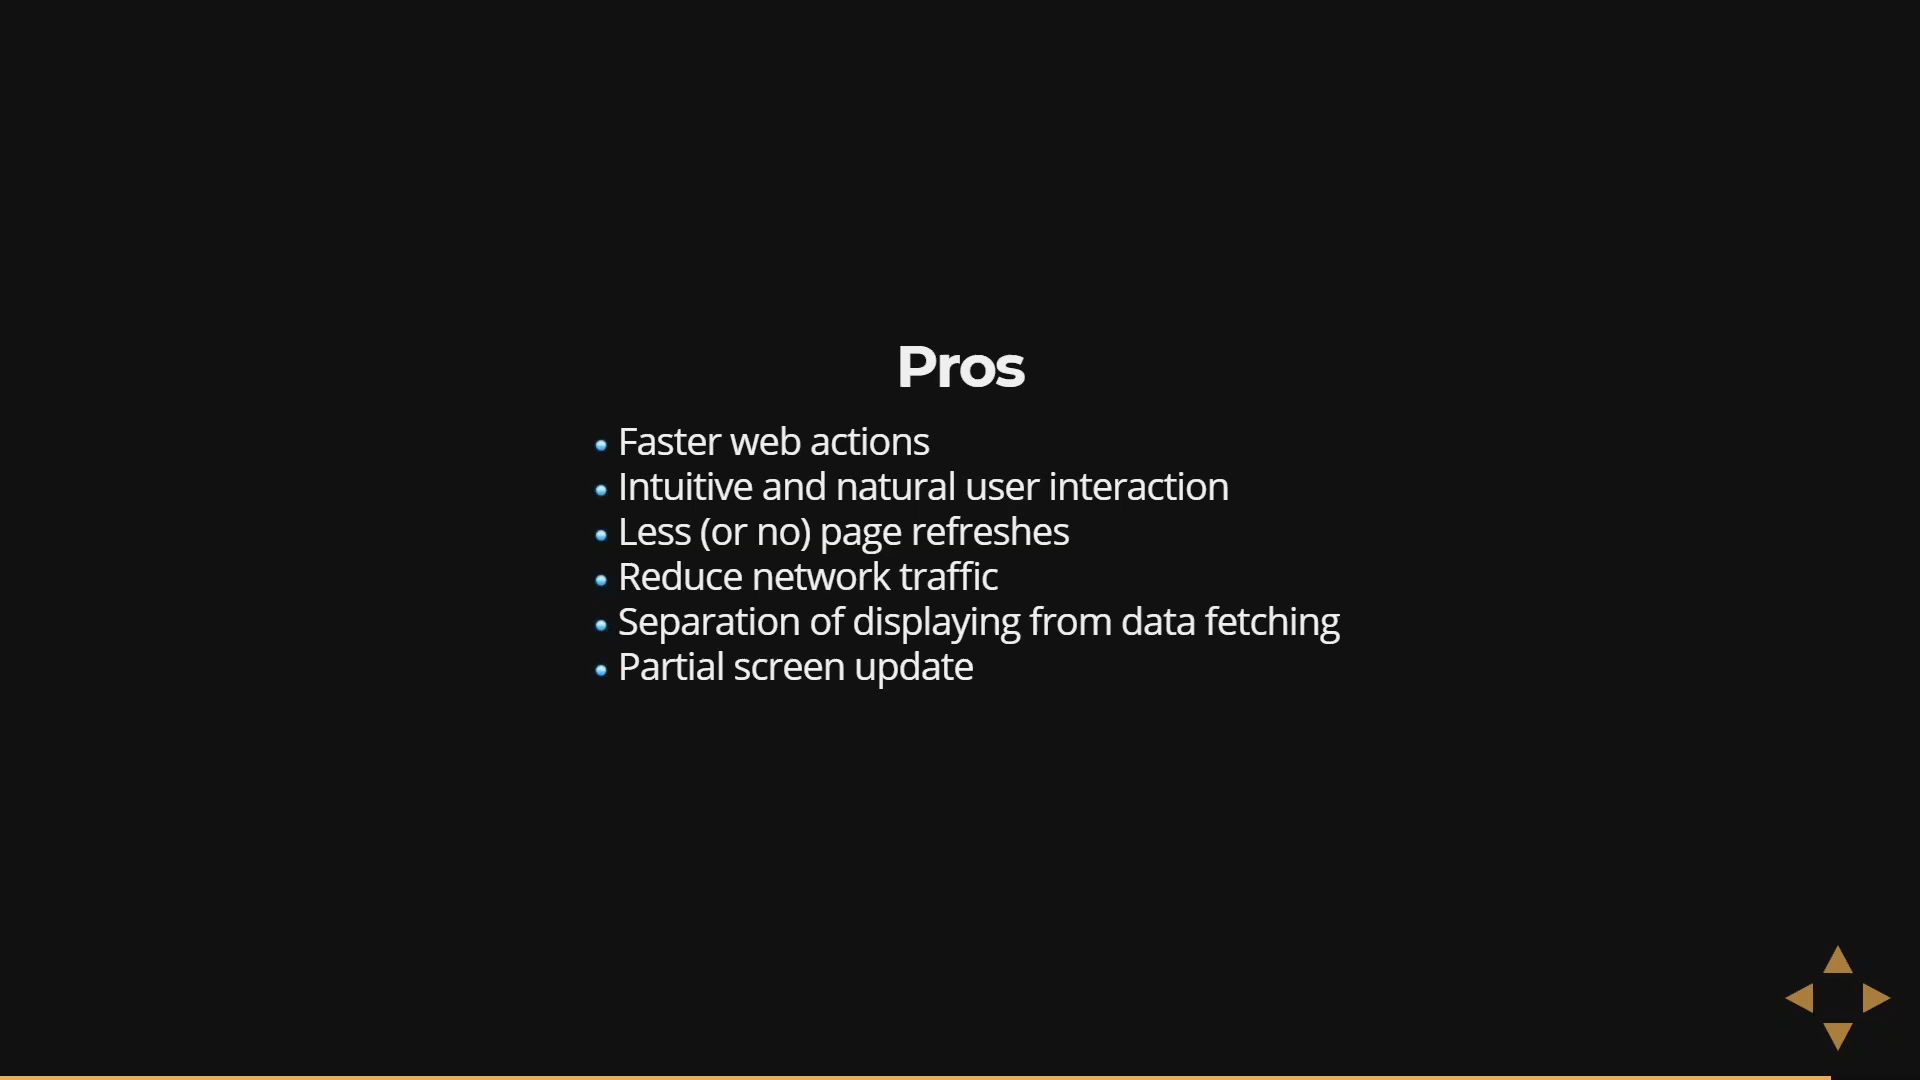 Pros
Faster web actions
Intuitive and natural user interaction
Less (or no) page refreshes
Reduce network traffic
Separation of displaying from data fetching
Partial screen update